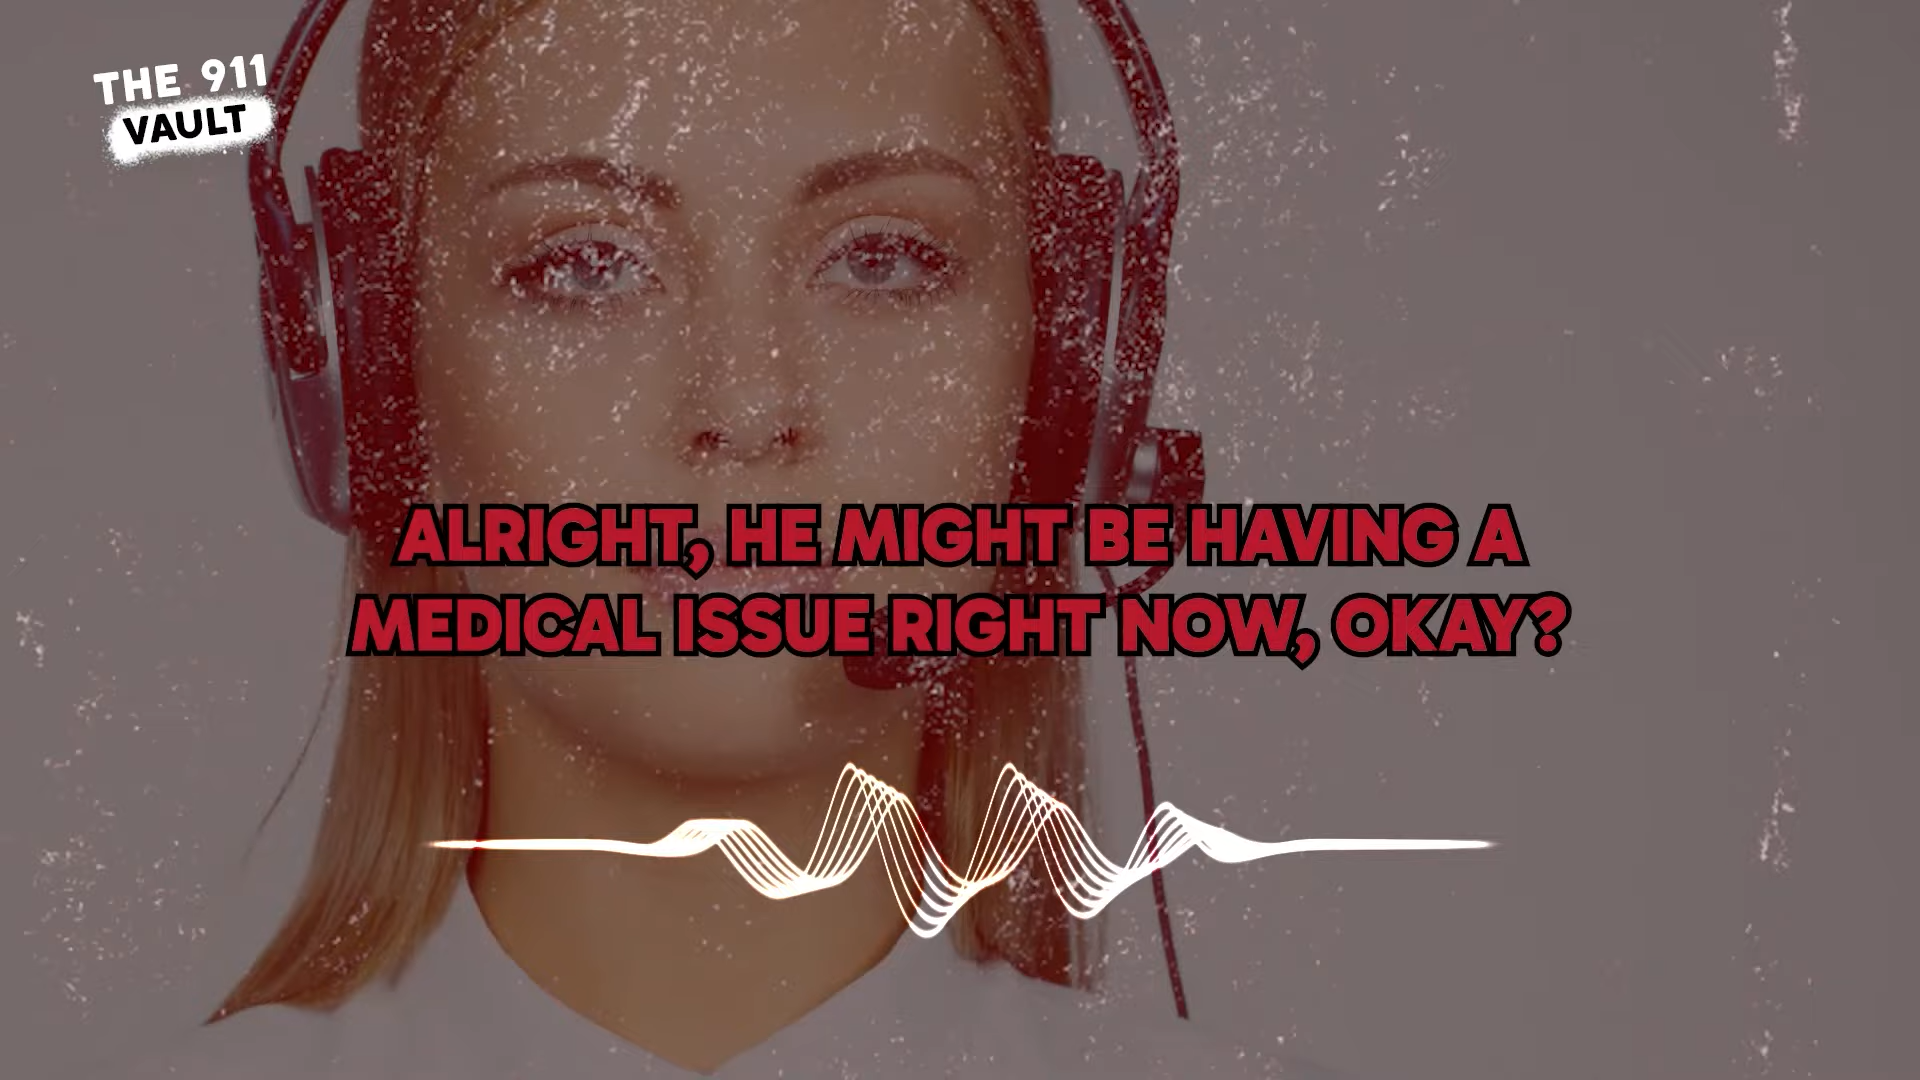 THE 911
VAULT
ALRIGHT, HE MIGHT BE HAVING A
MEDICAL ISSUE RIGHT NOW, OKAY?